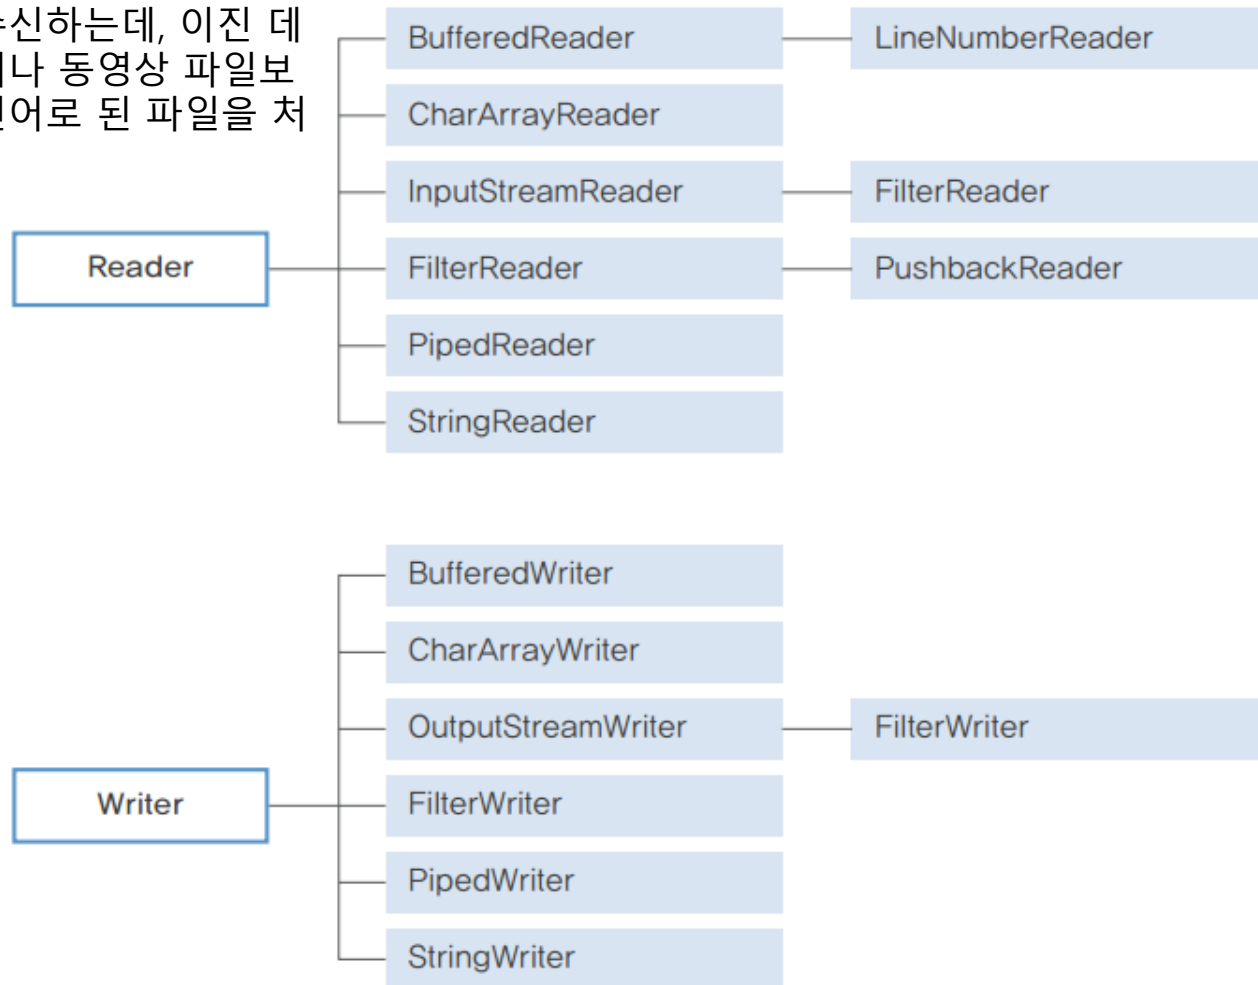 신하는데, 이진 데
나 동영상 파일보
어로 된 파일을 처
BufferedReader
LineNumberReader
CharArrayReader
InputStreamReader
FilterReader
Reader
FilterReader
PushbackReader
PipedReader
StringReader
BufferedWriter
CharArrayWriter
OutputStreamWriter
FilterWriter
Writer
FilterWriter
PipedWriter
StringWriter